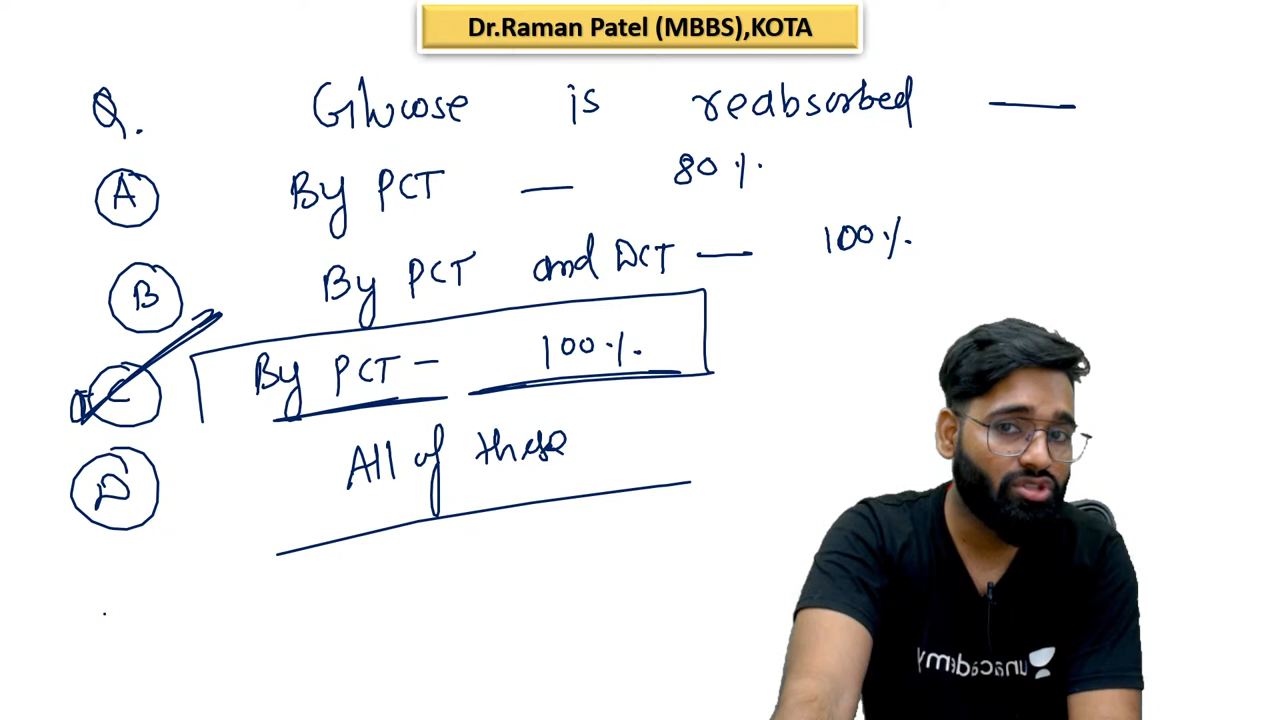 Dr.Raman Patel (MBBS),KOTA
Q. Glucose is reabsorbed —
A By PCT — 80%
B By PCT and DCT — 100%
C By PCT - 100%
D All of these
unacademy